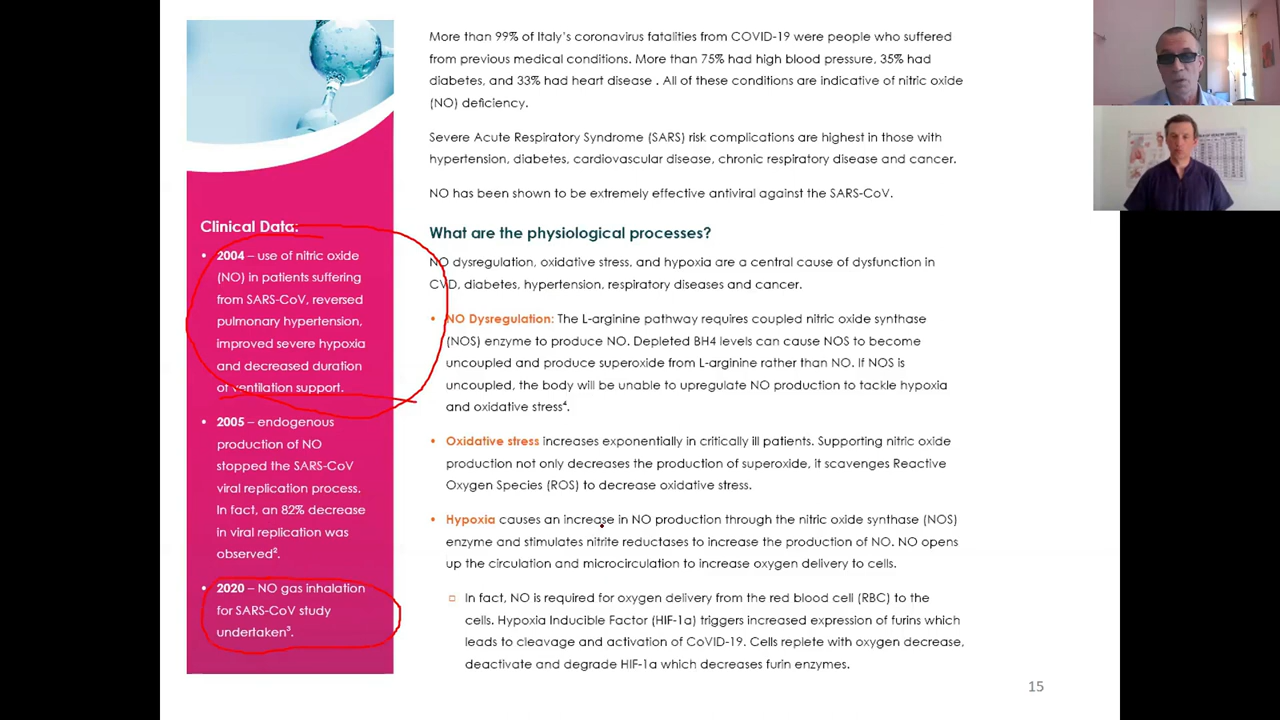 Clinical Data:
• 2004 – use of nitric oxide
(NO) in patients suffering
from SARS-CoV, reversed
pulmonary hypertension,
improved severe hypoxia
and decreased duration
of ventilation support.
• 2005 – endogenous
production of NO
stopped the SARS-CoV
viral replication process.
In fact, an 82% decrease
in viral replication was
observed².
• 2020 – NO gas inhalation
for SARS-CoV study
undertaken³.
More than 99% of Italy's coronavirus fatalities from COVID-19 were people who suffered
from previous medical conditions. More than 75% had high blood pressure, 35% had
diabetes, and 33% had heart disease . All of these conditions are indicative of nitric oxide
(NO) deficiency.
Severe Acute Respiratory Syndrome (SARS) risk complications are highest in those with
hypertension, diabetes, cardiovascular disease, chronic respiratory disease and cancer.
NO has been shown to be extremely effective antiviral against the SARS-CoV.
What are the physiological processes?
NO dysregulation, oxidative stress, and hypoxia are a central cause of dysfunction in
CVD, diabetes, hypertension, respiratory diseases and cancer.
• NO Dysregulation: The L-arginine pathway requires coupled nitric oxide synthase
(NOS) enzyme to produce NO. Depleted BH4 levels can cause NOS to become
uncoupled and produce superoxide from L-arginine rather than NO. If NOS is
uncoupled, the body will be unable to upregulate NO production to tackle hypoxia
and oxidative stress⁴.
• Oxidative stress increases exponentially in critically ill patients. Supporting nitric oxide
production not only decreases the production of superoxide, it scavenges Reactive
Oxygen Species (ROS) to decrease oxidative stress.
• Hypoxia causes an increase in NO production through the nitric oxide synthase (NOS)
enzyme and stimulates nitrite reductases to increase the production of NO. NO opens
up the circulation and microcirculation to increase oxygen delivery to cells.
□ In fact, NO is required for oxygen delivery from the red blood cell (RBC) to the
cells. Hypoxia Inducible Factor (HIF-1a) triggers increased expression of furins which
leads to cleavage and activation of CoVID-19. Cells replete with oxygen decrease,
deactivate and degrade HIF-1a which decreases furin enzymes.
15